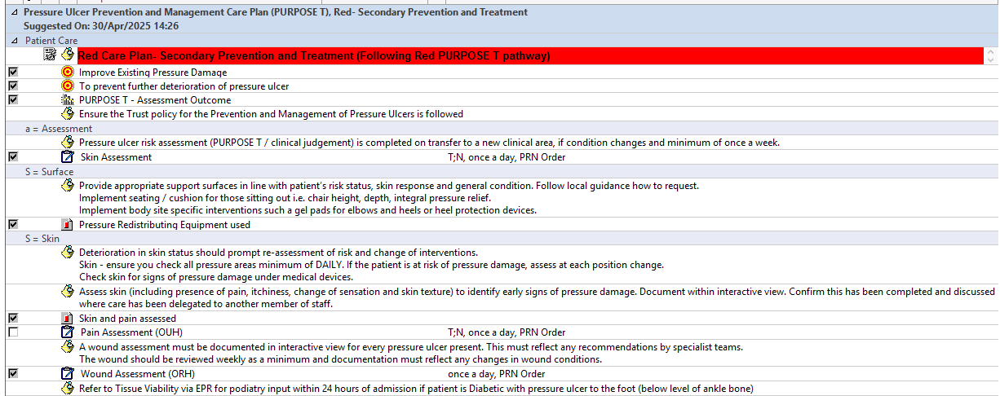 Pressure Ulcer Prevention and Management Care Plan (PURPOSE T), Red- Secondary Prevention and Treatment
Suggested On: 30/Apr/2025 14:26
Patient Care
Red Care Plan- Secondary Prevention and Treatment (Following Red PURPOSE T pathway)
Improve Existing Pressure Damage
To prevent further deterioration of pressure ulcer
PURPOSE T - Assessment Outcome
Ensure the Trust policy for the Prevention and Management of Pressure Ulcers is followed
a = Assessment
Pressure ulcer risk assessment (PURPOSE T / clinical judgement) is completed on transfer to a new clinical area, if condition changes and minimum of once a week.
Skin Assessment T;N, once a day, PRN Order
S = Surface
Provide appropriate support surfaces in line with patient's risk status, skin response and general condition. Follow local guidance how to request.
Implement seating / cushion for those sitting out i.e. chair height, depth, integral pressure relief.
Implement body site specific interventions such a gel pads for elbows and heels or heel protection devices.
Pressure Redistributing Equipment used
S = Skin
Deterioration in skin status should prompt re-assessment of risk and change of interventions.
Skin - ensure you check all pressure areas minimum of DAILY. If the patient is at risk of pressure damage, assess at each position change.
Check skin for signs of pressure damage under medical devices.
Assess skin (including presence of pain, itchiness, change of sensation and skin texture) to identify early signs of pressure damage. Document within interactive view. Confirm this has been completed and discussed
where care has been delegated to another member of staff.
Skin and pain assessed
Pain Assessment (OUH) T;N, once a day, PRN Order
A wound assessment must be documented in interactive view for every pressure ulcer present. This must reflect any recommendations by specialist teams.
The wound should be reviewed weekly as a minimum and documentation must reflect any changes in wound conditions.
Wound Assessment (ORH) once a day, PRN Order
Refer to Tissue Viability via EPR for podiatry input within 24 hours of admission if patient is Diabetic with pressure ulcer to the foot (below level of ankle bone)